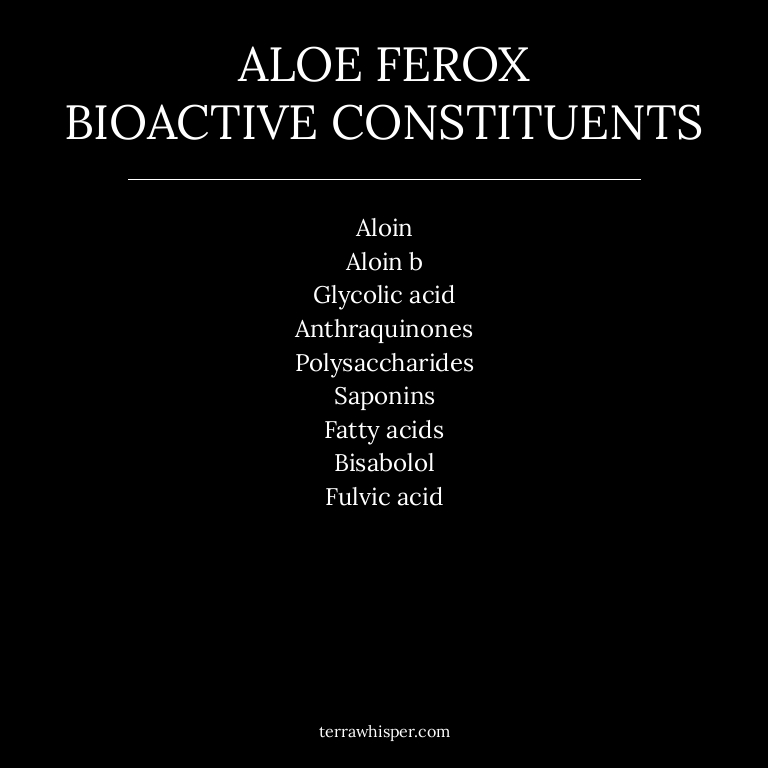 ALOE FEROX
BIOACTIVE CONSTITUENTS
Aloin
Aloin b
Glycolic acid
Anthraquinones
Polysaccharides
Saponins
Fatty acids
Bisabolol
Fulvic acid
terrawhisper.com